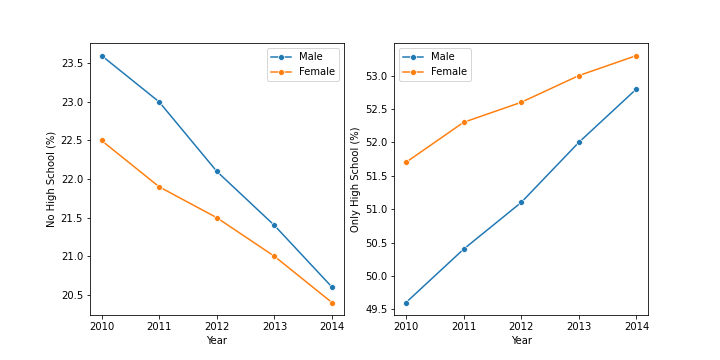 No High School (%)
23.5
23.0
22.5
22.0
21.5
21.0
20.5
2010 2011 2012 2013 2014
Year
Male
Female
Only High School (%)
53.0
52.5
52.0
51.5
51.0
50.5
50.0
49.5
2010 2011 2012 2013 2014
Year
Male
Female